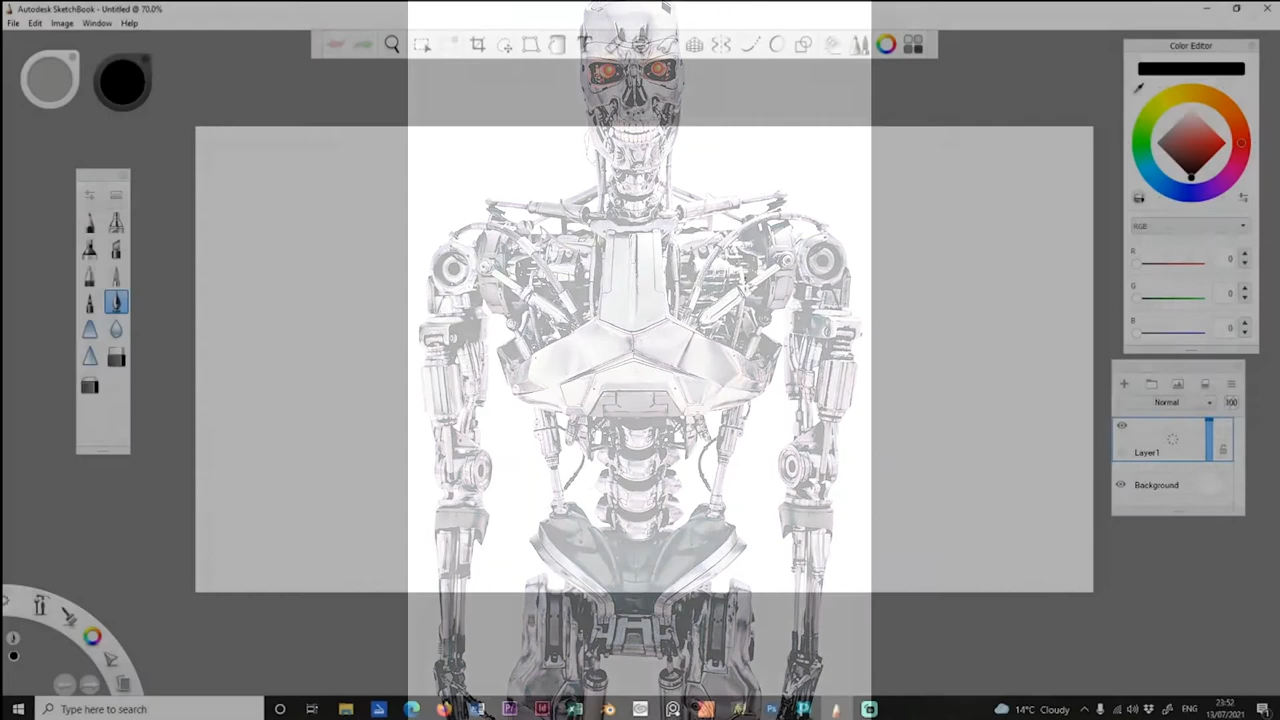 Autodesk SketchBook - Untitled @ 70.0%
File Edit Image Window Help
Color Editor
RGB
R 0
G 0
B 0
Normal 100
Layer1
Background
Type here to search
14°C Cloudy
ENG
23:52
13/07/2021